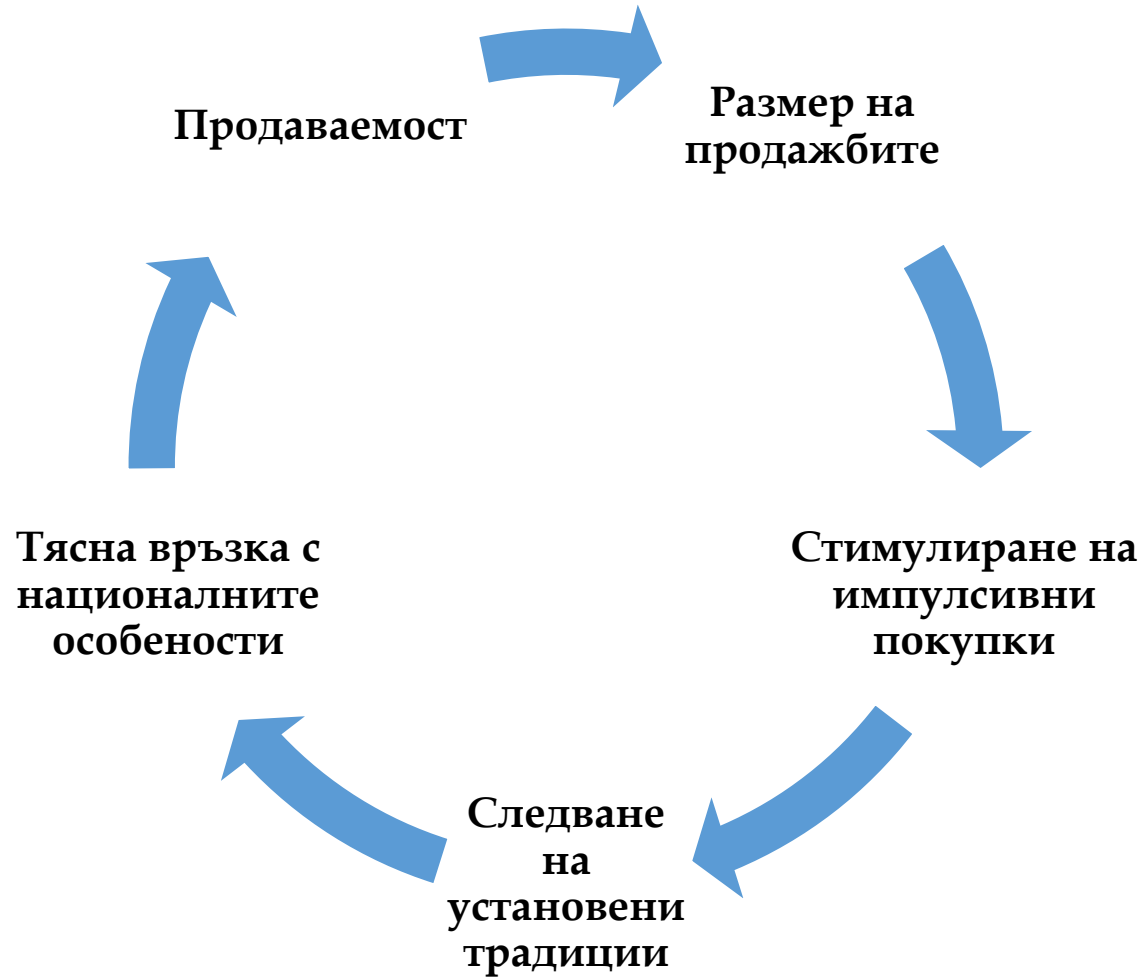 Продаваемост
Размер на
продажбите
Стимулиране на
импулсивни
покупки
Следване
на
установени
традиции
Тясна връзка с
националните
особености